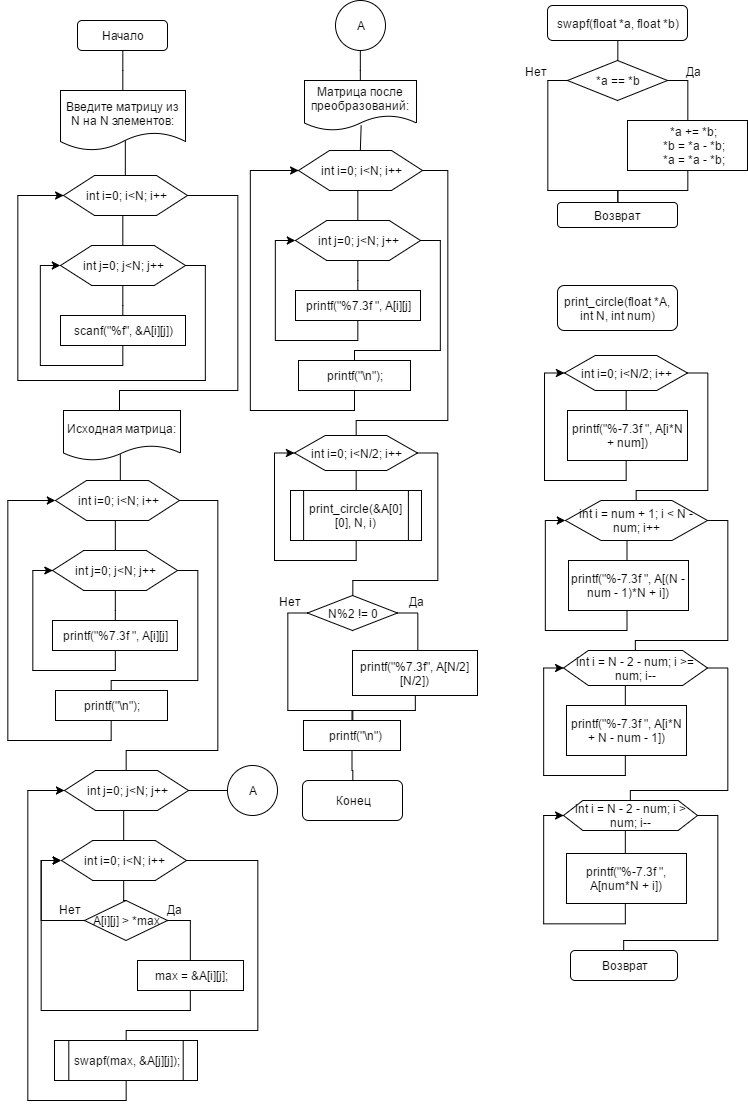 Начало
Введите матрицу из
N на N элементов:
int i=0; i<N; i++
int j=0; j<N; j++
scanf("%f", &A[i][j])
Исходная матрица:
int i=0; i<N; i++
int j=0; j<N; j++
printf("%7.3f ", A[i][j]
printf("\n");
int j=0; j<N; j++
A
int i=0; i<N; i++
Нет
A[i][j] > *max
Да
max = &A[i][j];
swapf(max, &A[j][j]);
A
Матрица после
преобразований:
int i=0; i<N; i++
int j=0; j<N; j++
printf("%7.3f ", A[i][j]
printf("\n");
int i=0; i<N/2; i++
print_circle(&A[0]
[0], N, i)
Нет
N%2 != 0
Да
printf("%7.3f", A[N/2]
[N/2])
printf("\n")
Конец
swapf(float *a, float *b)
Нет
*a == *b
Да
*a += *b;
*b = *a - *b;
*a = *a - *b;
Возврат
print_circle(float *A,
int N, int num)
int i=0; i<N/2; i++
printf("%-7.3f ", A[i*N
+ num])
int i = num + 1; i < N -
num; i++
printf("%-7.3f ", A[(N -
num - 1)*N + i])
int i = N - 2 - num; i >=
num; i--
printf("%-7.3f ", A[i*N
+ N - num - 1])
int i = N - 2 - num; i >
num; i--
printf("%-7.3f ",
A[num*N + i])
Возврат